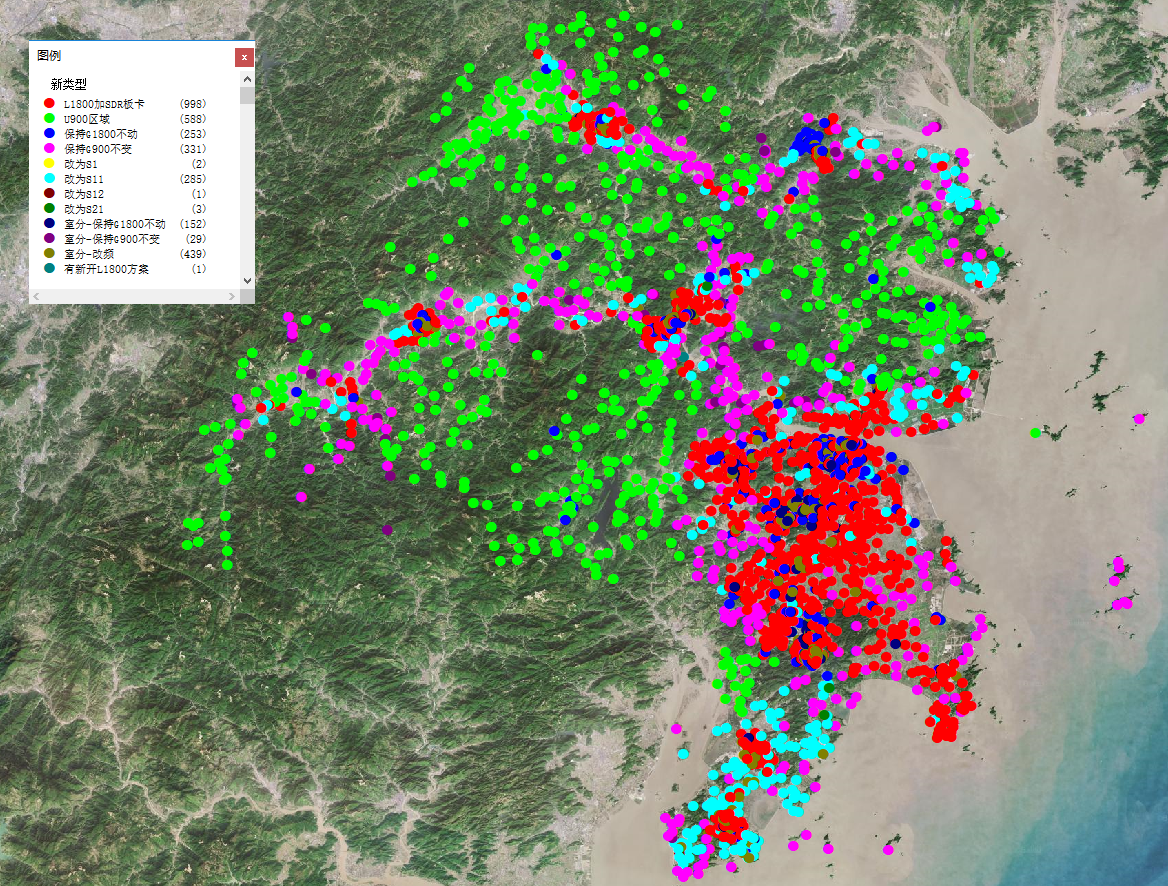 图例
x
新类型
L1800加SDR板卡 (998)
U900区域 (588)
保持G1800不动 (253)
保持G900不变 (331)
改为S1 (2)
改为S11 (285)
改为S12 (1)
改为S21 (3)
室分-保持G1800不动 (152)
室分-保持G900不变 (29)
室分-改频 (439)
有新开L1800方案 (1)